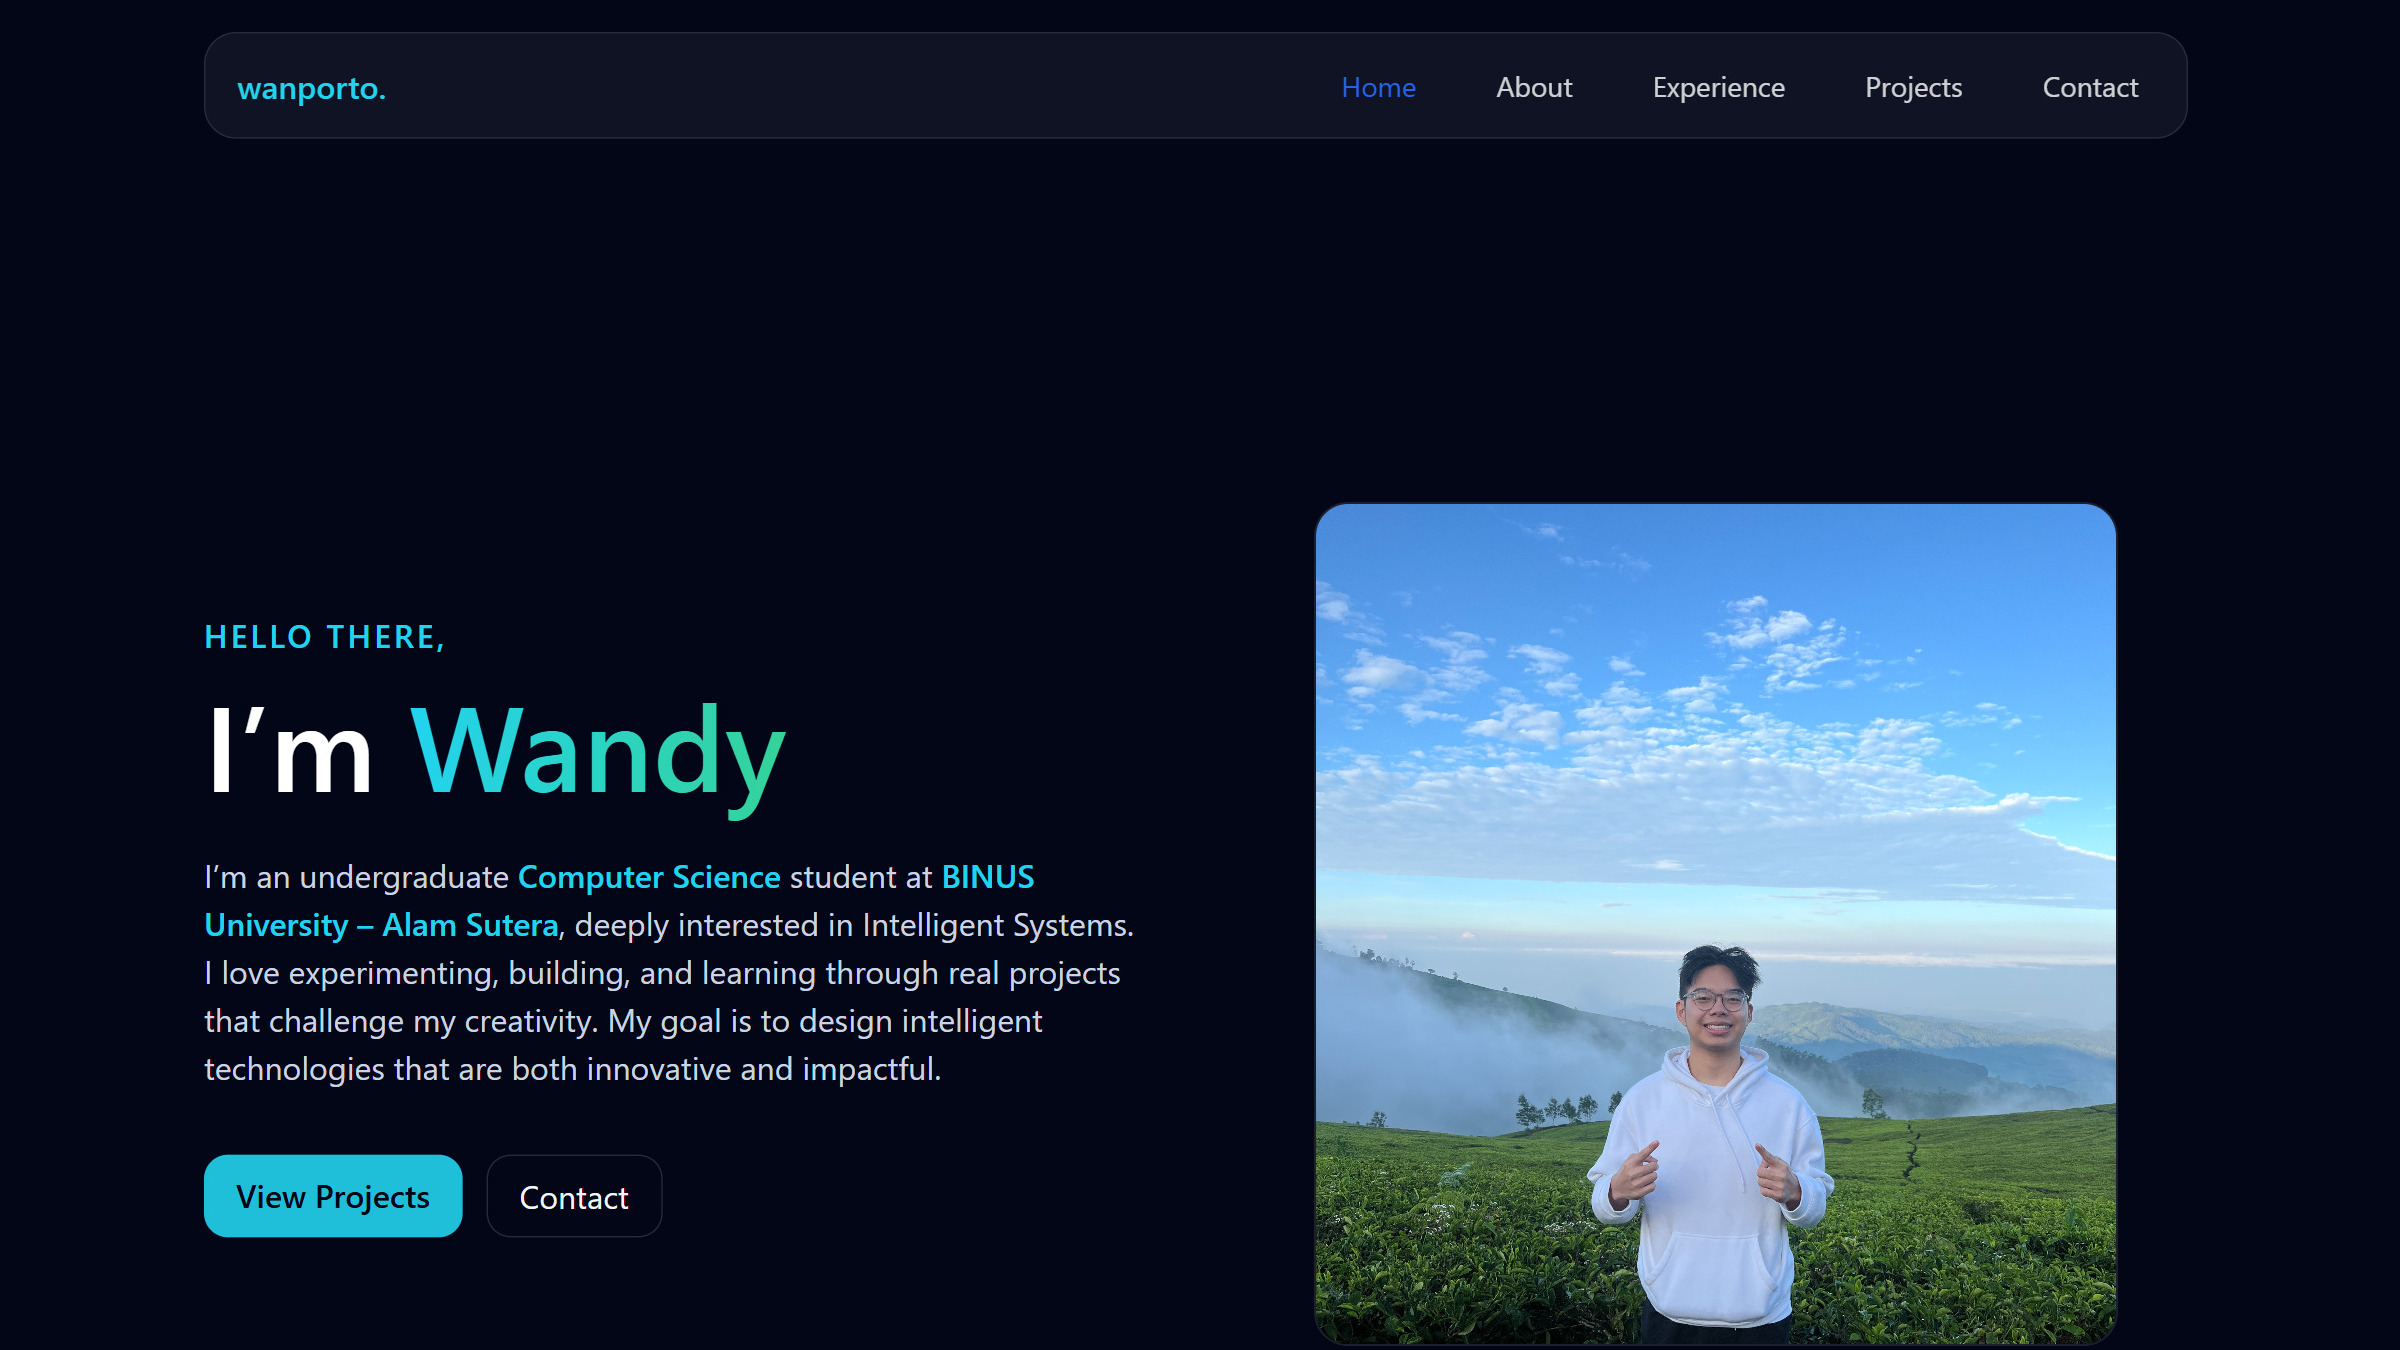 wanporto.
Home
About
Experience
Projects
Contact
HELLO THERE,
I’m Wandy
I’m an undergraduate Computer Science student at BINUS
University – Alam Sutera, deeply interested in Intelligent Systems.
I love experimenting, building, and learning through real projects
that challenge my creativity. My goal is to design intelligent
technologies that are both innovative and impactful.
View Projects
Contact